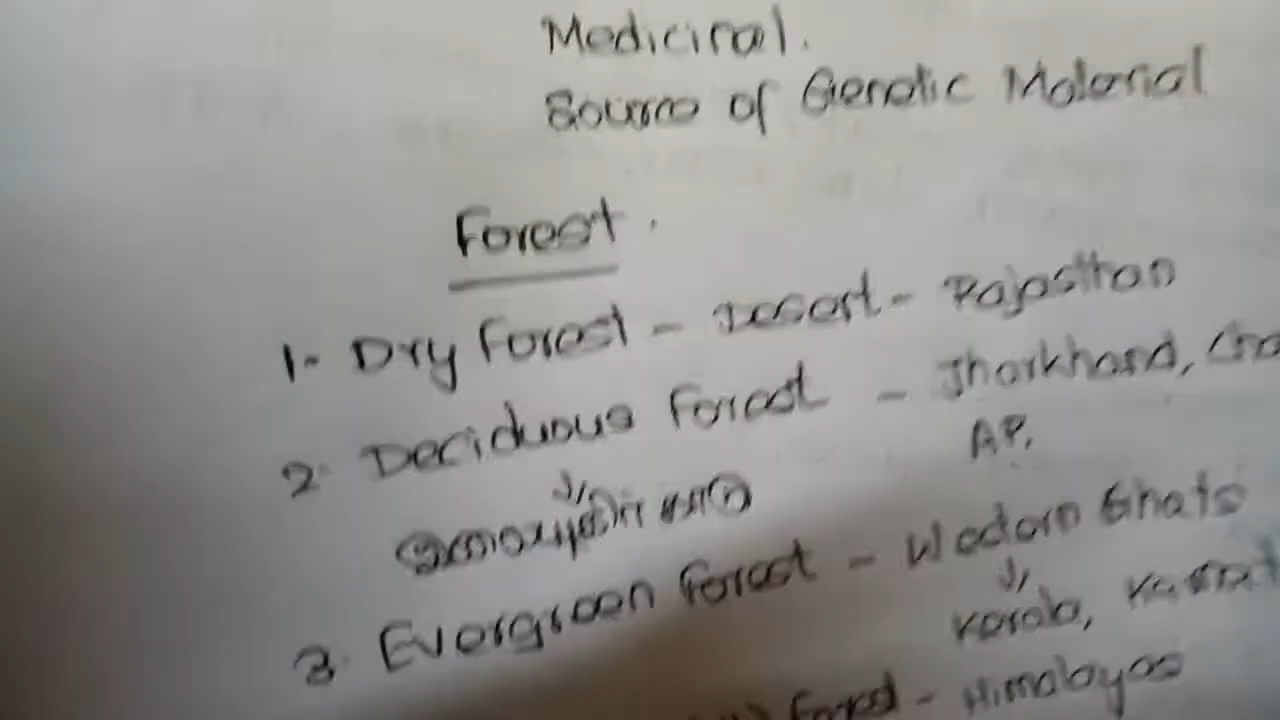 Medicinal.
Source of Genetic Material
Forest.
1- Dry Forest - Desert - Rajasthan
2- Deciduous Forest - Jharkhand,
AP.
ഇലപൊഴിയും കാട്
3. Evergreen Forest - Western Ghats
Kerala,
Forest - Himalayas